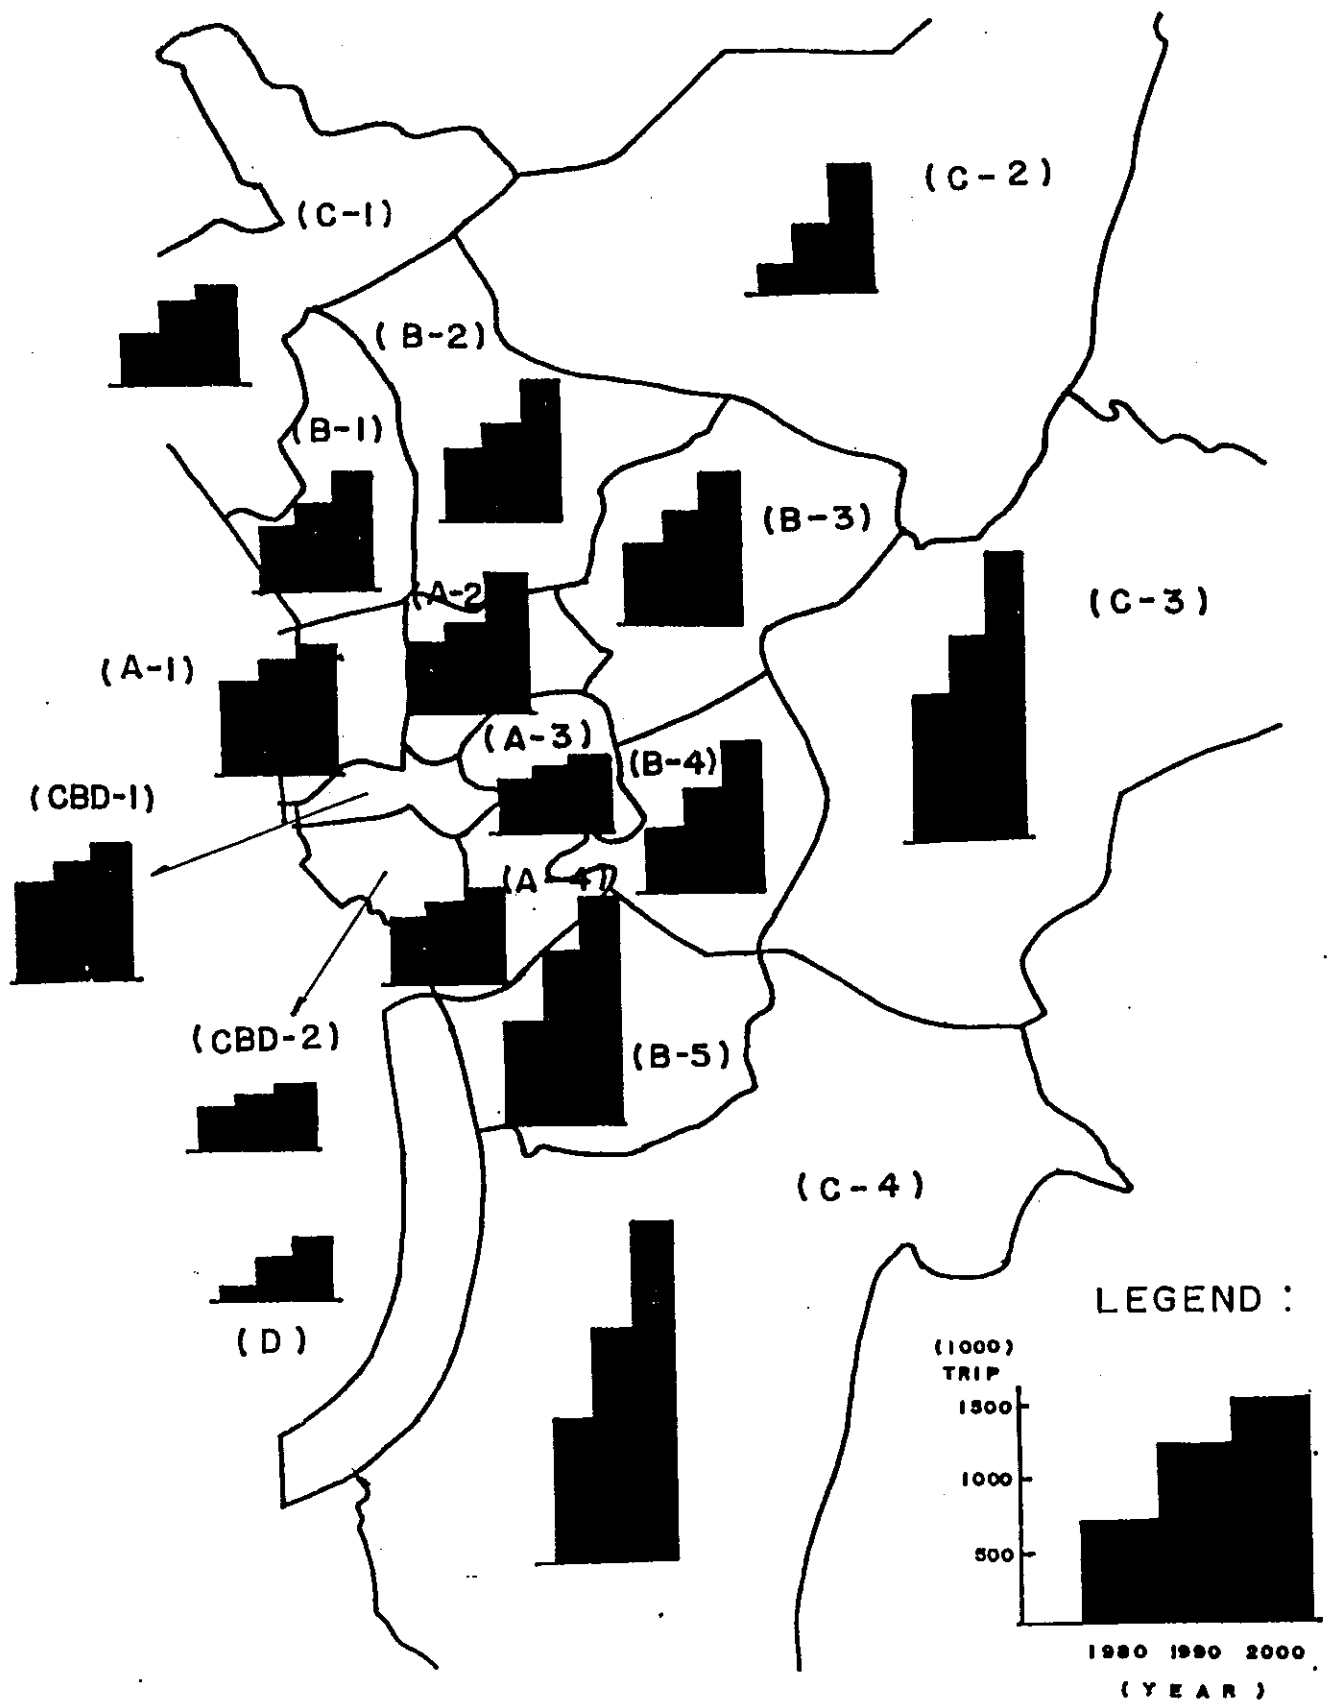 (C-2)
(C-1)
(B-2)
(B-1)
(B-3)
(A-2
(C-3)
(A-1)
(A-3)
(B-4)
(CBD-1)
(A-4)
(CBD-2)
(B-5)
(C-4)
LEGEND :
(D)
(1000)
TRIP
1500
1000
500
1980 1990 2000
(YEAR)